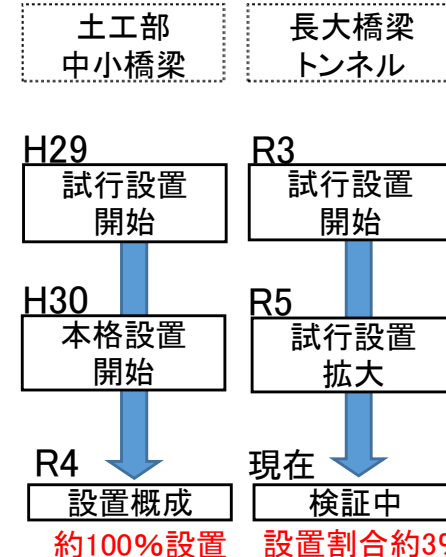 土工部
中小橋梁
H29
試行設置
開始
H30
本格設置
開始
R4
設置概成
約100%設置
長大橋梁
トンネル
R3
試行設置
開始
R5
試行設置
拡大
現在
検証中
設置割合約39